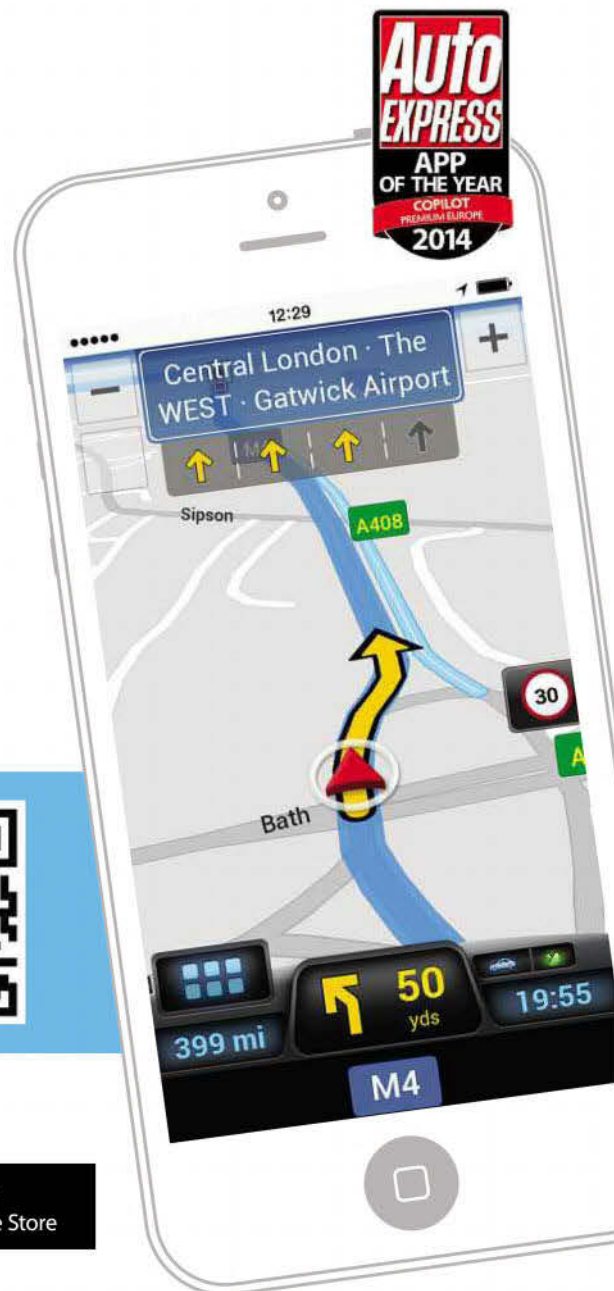 Auto
EXPRESS
APP
OF THE YEAR
COPILOT
PREMIUM EUROPE
2014
12:29
Central London · The
WEST · Gatwick Airport
Sipson
A408
30
A
Bath
50
yds
399 mi
19:55
M4
Store